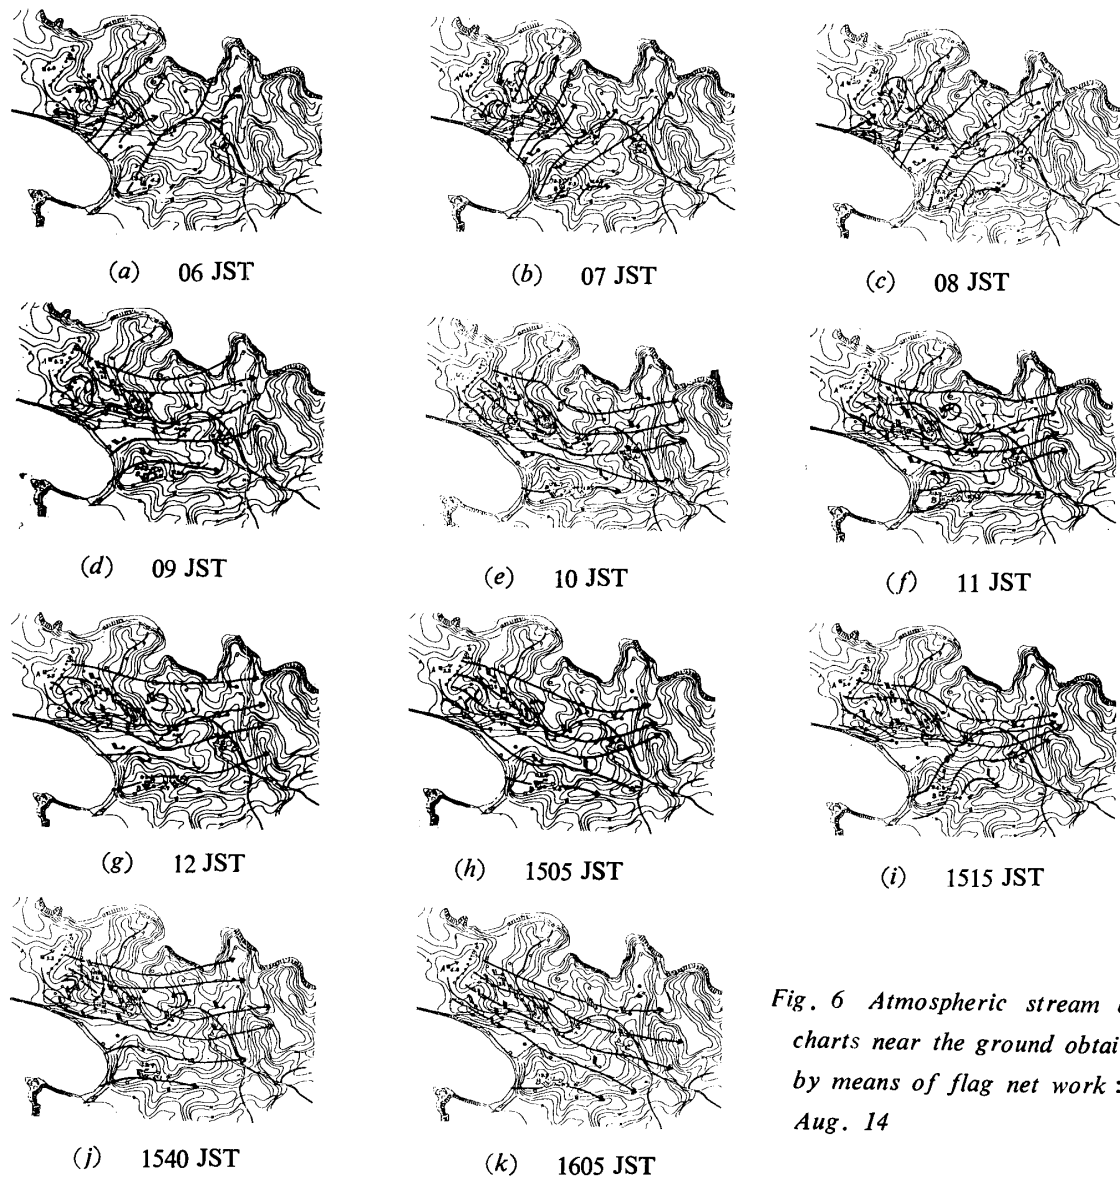 (a) 06 JST
(b) 07 JST
(c) 08 JST
(d) 09 JST
(e) 10 JST
(f) 11 JST
(g) 12 JST
(h) 1505 JST
(i) 1515 JST
(j) 1540 JST
(k) 1605 JST
Fig. 6 Atmospheric stream
charts near the ground
by means of flag net work :
Aug. 14